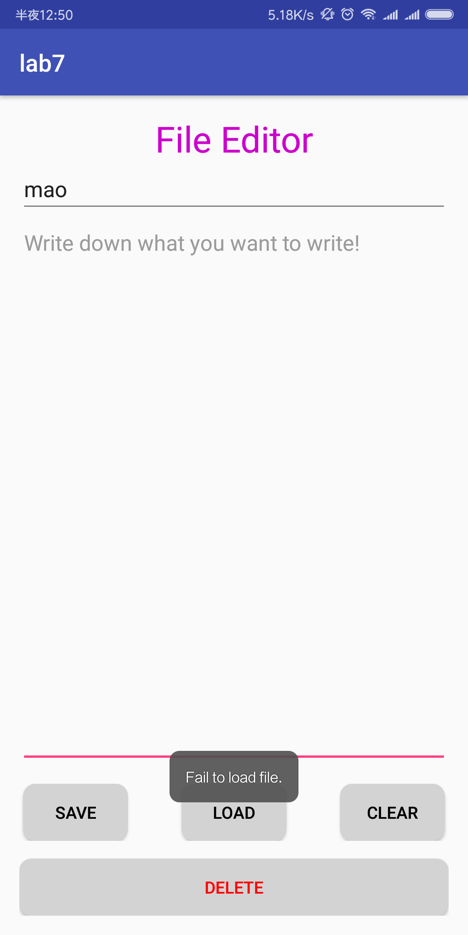 半夜12:50 5.18K/s
lab7
File Editor
mao
Write down what you want to write!
Fail to load file.
SAVE LOAD CLEAR
DELETE